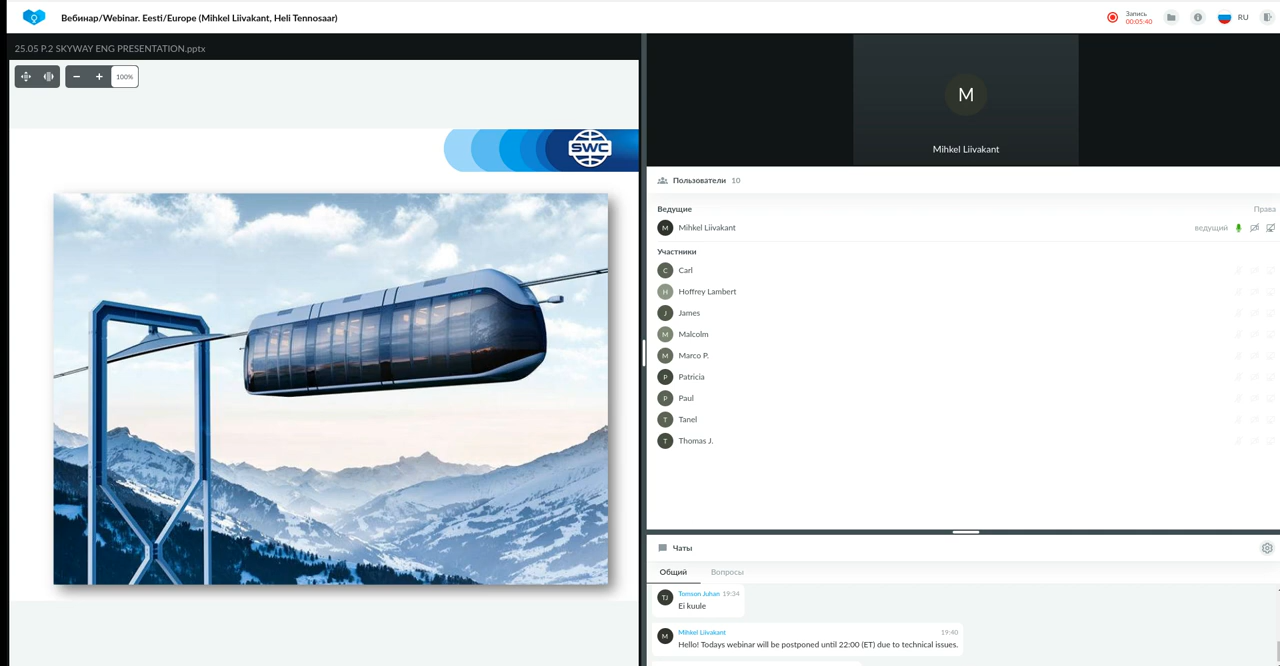 Вебинар/Webinar. Eesti/Europe (Mihkel Liivakant, Heli Tennosaar)
Запись
00:05:40
RU
25.05 P.2 SKYWAY ENG PRESENTATION.pptx
100%
SWC
M
Mihkel Liivakant
Пользователи 10
Ведущие Права
M Mihkel Liivakant ведущий
Участники
C Carl
H Hoffrey Lambert
J James
M Malcolm
M Marco P.
P Patricia
P Paul
T Tanel
T Thomas J.
Чаты
Общий Вопросы
TJ Tomson Juhan 19:34
Ei kuule
M Mihkel Liivakant 19:40
Hello! Todays webinar will be postponed until 22:00 (ET) due to technical issues.